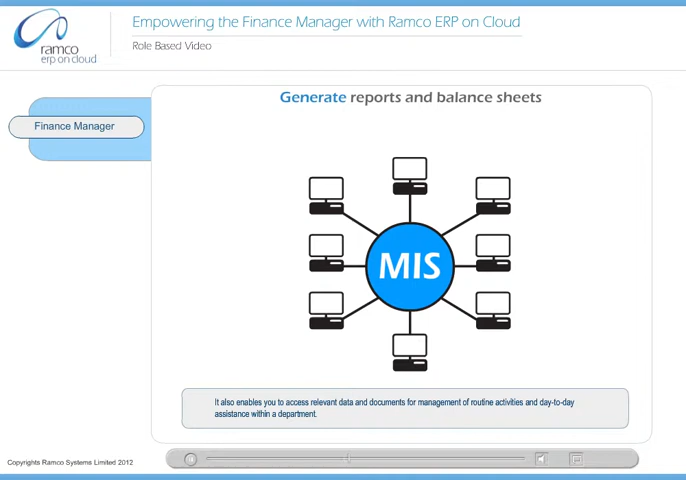 Empowering the Finance Manager with Ramco ERP on Cloud
Role Based Video
ramco
erp on cloud
Generate reports and balance sheets
Finance Manager
MIS
It also enables you to access relevant data and documents for management of routine activities and day-to-day
assistance within a department.
Copyrights Ramco Systems Limited 2012